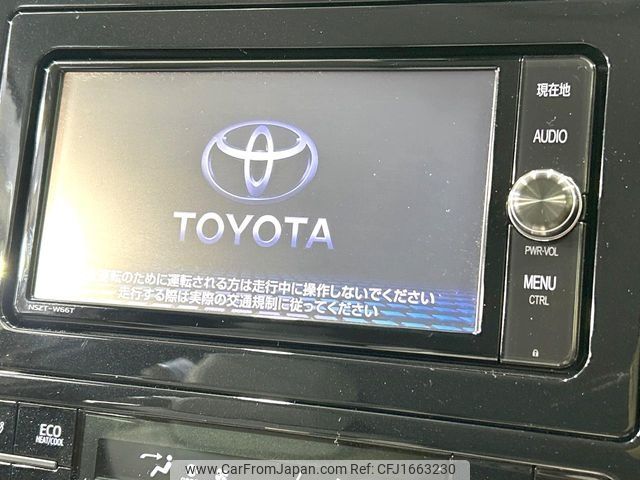 現在地
AUDIO
TOYOTA
PWR·VOL
運転のために運転される方は走行中に操作しないでください
走行する際は実際の交通規制に従ってください
MENU
CTRL
NSZT-W66T
ECO
HEAT/COOL
www.CarFromJapan.com | CFJ1663230